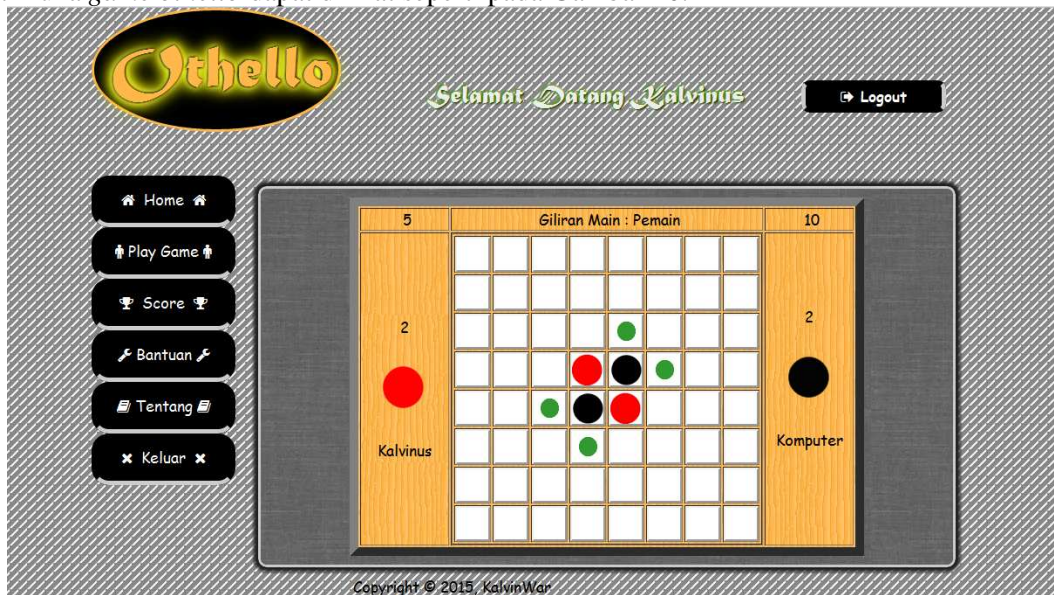 Othello
Selamat Datang Kalvinus
Logout
Home
Play Game
Score
Bantuan
Tentang
Keluar
5
Giliran Main : Pemain
10
2
Kalvinus
2
Komputer
Copyright © 2015, KalvinWar